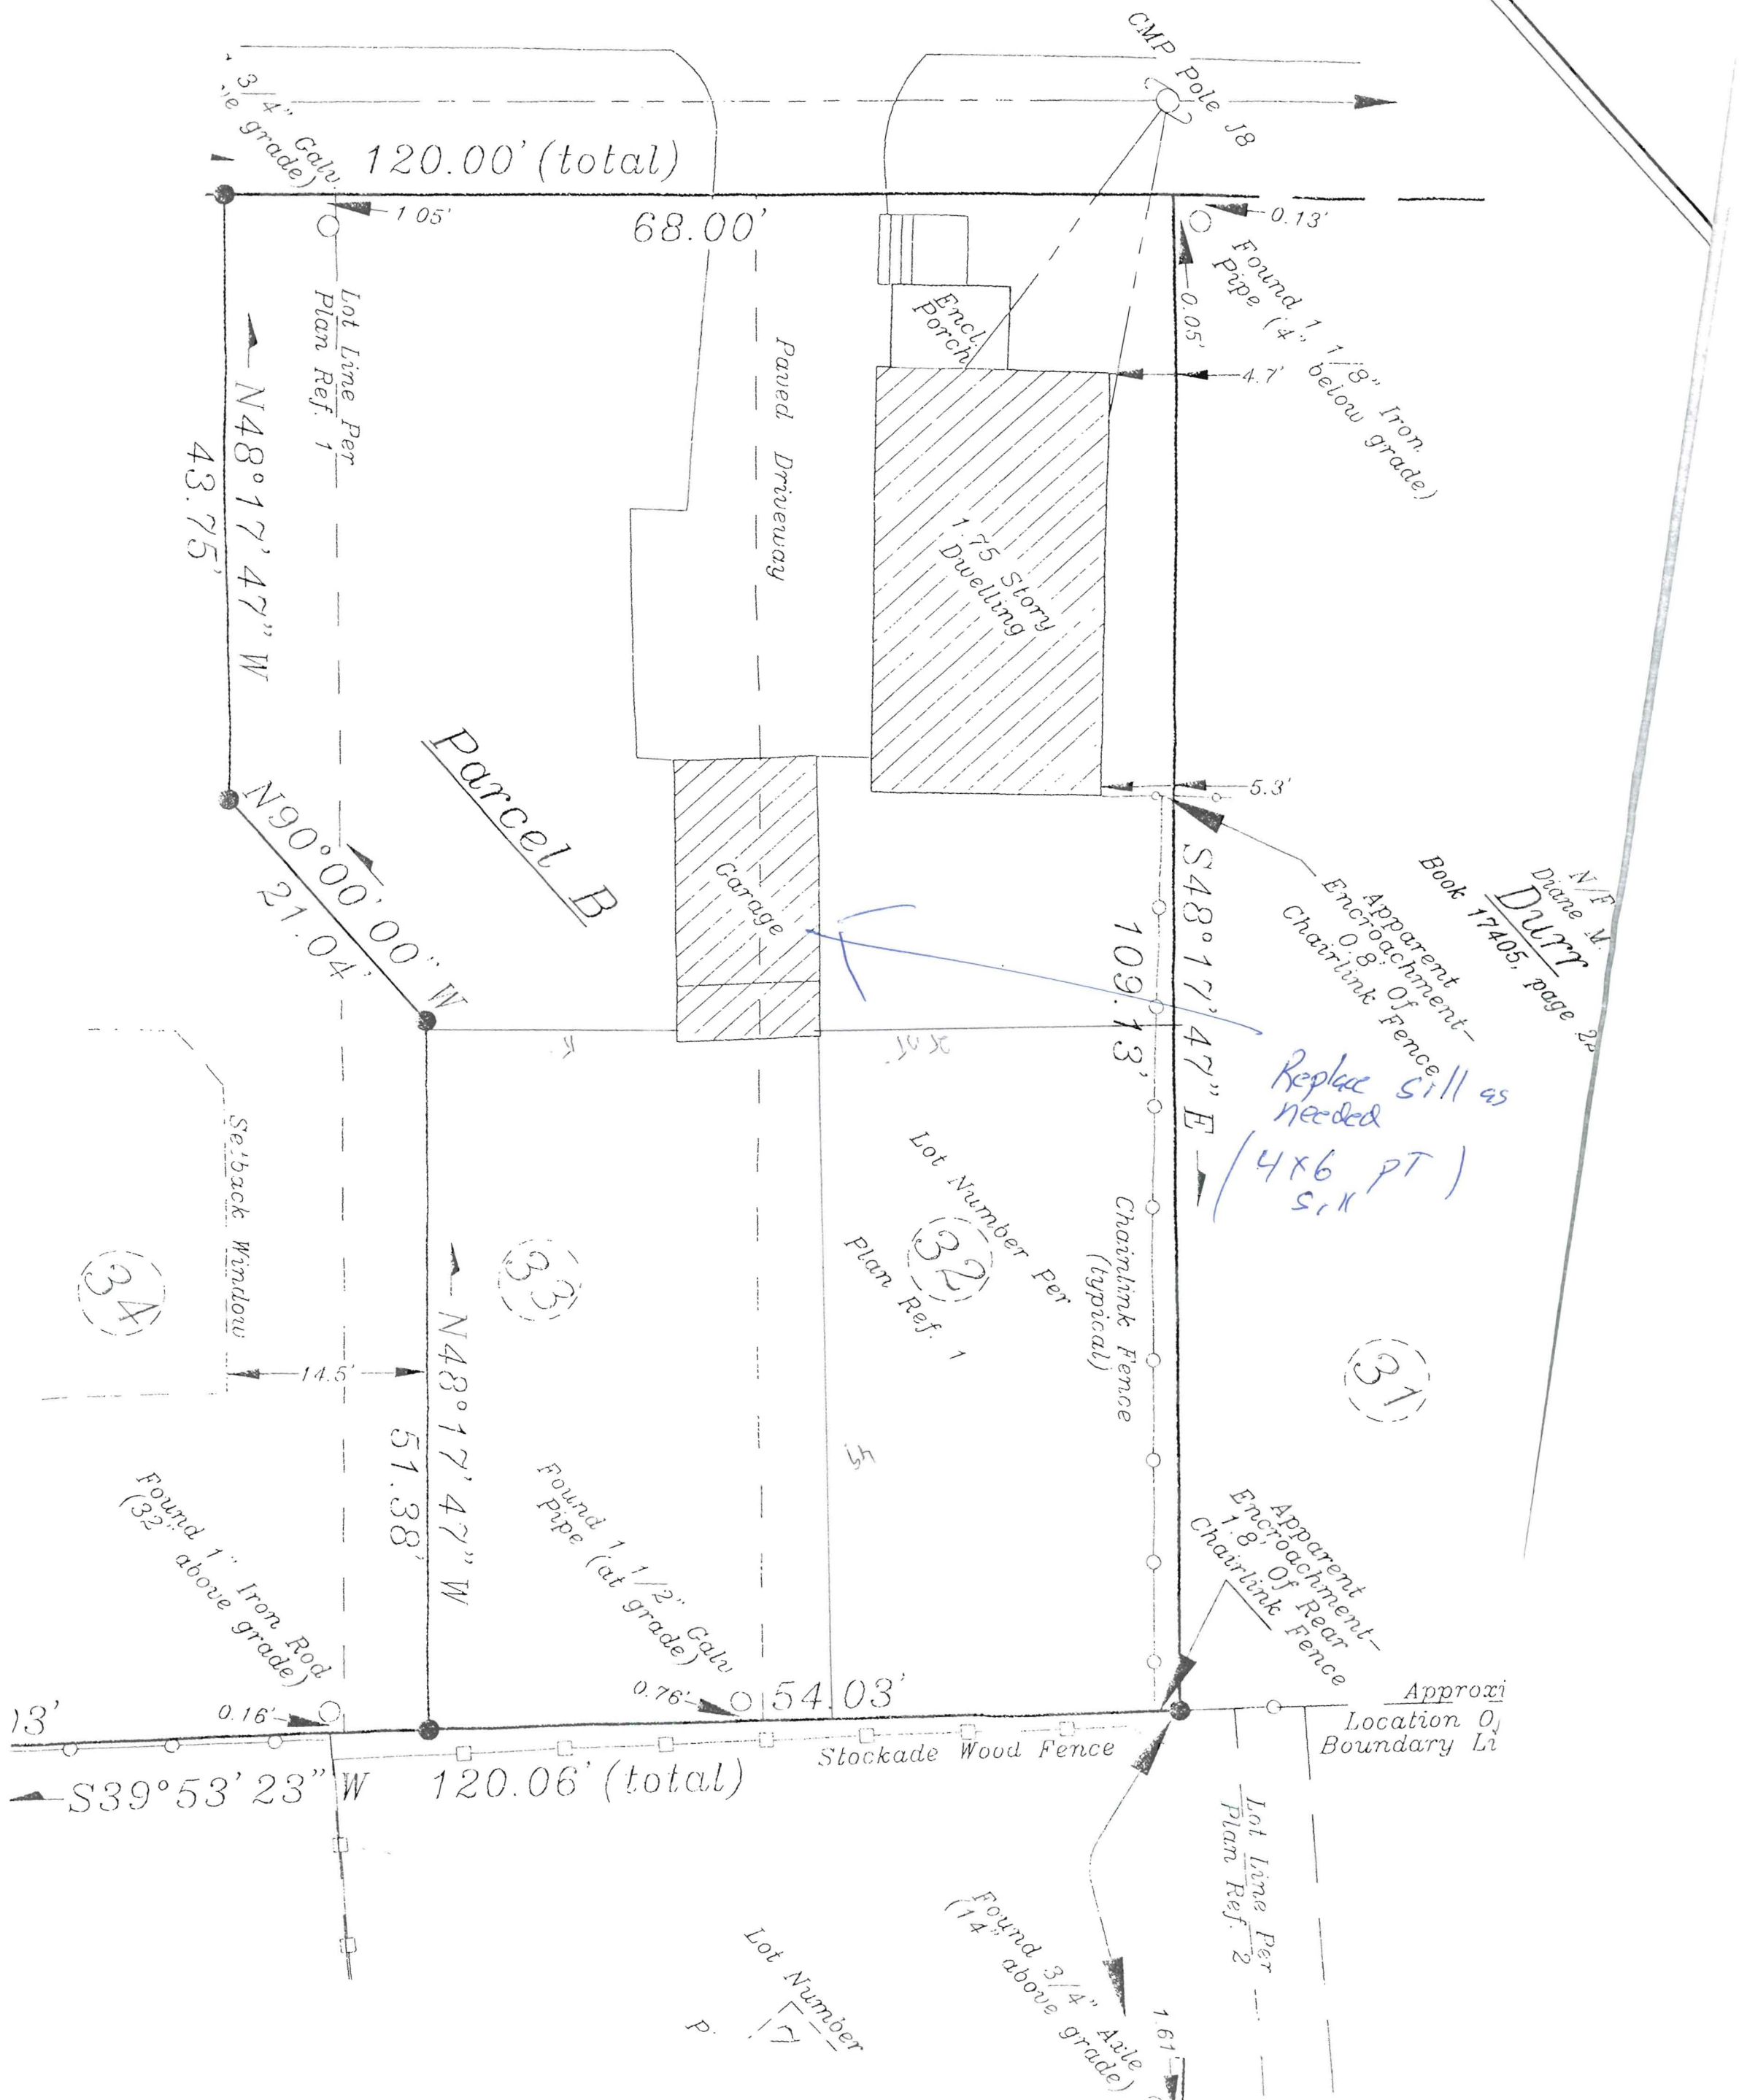 CMP Pole J8
3/4" Galv.
grade)
120.00' (total)
1.05'
68.00'
0.13'
0.05'
Found 1 1/8" Iron
Pipe (4" below grade)
Lot Line Per
Plan Ref. 1
Encl.
Porch
4.7'
Paved Driveway
N48°17'47" W
43.75'
1.75 Story
Dwelling
5.3'
Parcel B
N90°00'00" W
21.04'
Garage
S48°17'47" E
109.13'
Apparent
Encroachment-
0.8' Of
Chairlink Fence
N/F
Diane M.
Durr
Book 17405, page
Replace sill as
needed
(4x6 PT)
sill
Setback Window
34
33
Lot Number Per
32
Plan Ref. 1
Chainlink Fence
(typical)
31
14.5'
N48°17'47" W
51.38'
Found 1" Iron Rod
(32" above grade)
Found 1 1/2" Galv
Pipe (at grade)
Apparent
Encroachment-
1.8' Of Rear
Chairlink Fence
13'
0.16'
0.76'
54.03'
Stockade Wood Fence
Approxi
Location O
Boundary Li
S39°53'23" W
120.06' (total)
Lot Line Per
Plan Ref. 2
Found 3/4" Axle
(14" above grade)
1.61'
Lot Number
17
P.